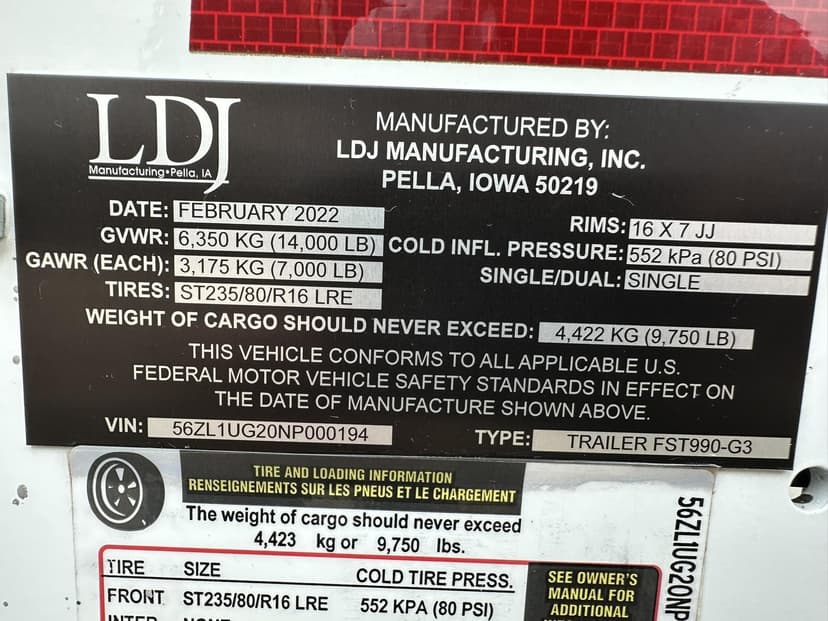 LDJ
Manufacturing • Pella, IA
MANUFACTURED BY:
LDJ MANUFACTURING, INC.
PELLA, IOWA 50219
DATE: FEBRUARY 2022
GVWR: 6,350 KG (14,000 LB)
GAWR (EACH): 3,175 KG (7,000 LB)
TIRES: ST235/80/R16 LRE
RIMS: 16 X 7 JJ
COLD INFL. PRESSURE: 552 kPa (80 PSI)
SINGLE/DUAL: SINGLE
WEIGHT OF CARGO SHOULD NEVER EXCEED: 4,422 KG (9,750 LB)
THIS VEHICLE CONFORMS TO ALL APPLICABLE U.S.
FEDERAL MOTOR VEHICLE SAFETY STANDARDS IN EFFECT ON
THE DATE OF MANUFACTURE SHOWN ABOVE.
VIN: 56ZL1UG20NP000194
TYPE: TRAILER FST990-G3
TIRE AND LOADING INFORMATION
RENSEIGNEMENTS SUR LES PNEUS ET LE CHARGEMENT
The weight of cargo should never exceed
4,423 kg or 9,750 lbs.
TIRE SIZE COLD TIRE PRESS.
FRONT ST235/80/R16 LRE 552 KPA (80 PSI)
SEE OWNER'S
MANUAL FOR
ADDITIONAL
56ZL1UG20NP